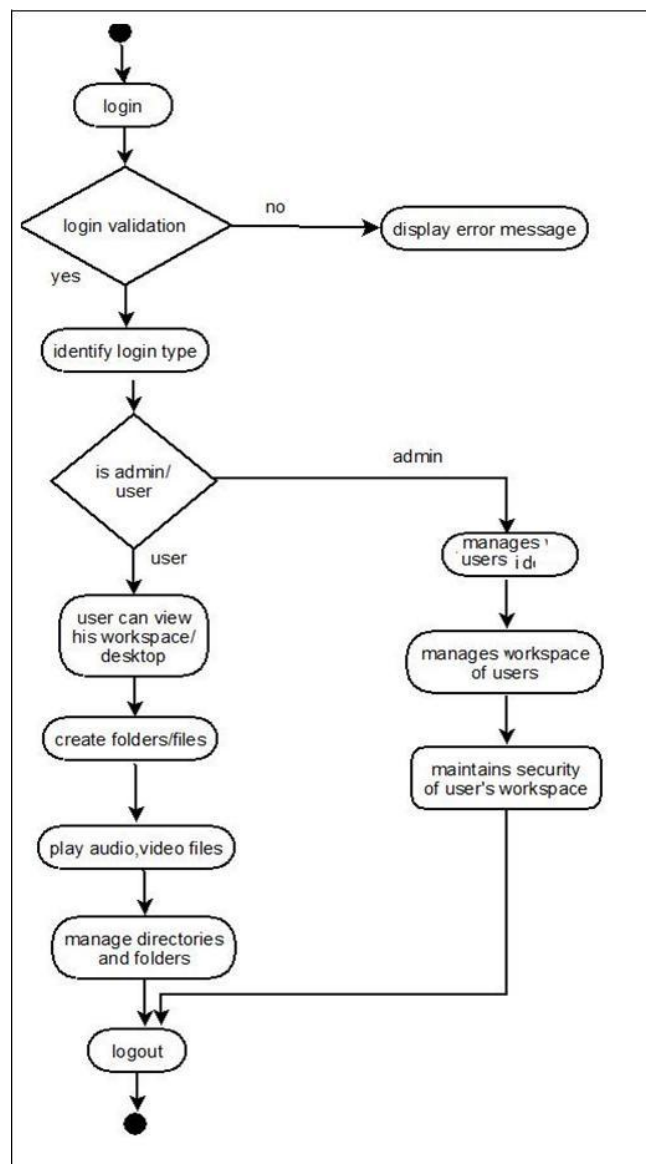 login
login validation
no
display error message
yes
identify login type
is admin/
user
admin
user
manages
users
user can view
his workspace/
desktop
manages workspace
of users
create folders/files
maintains security
of user's workspace
play audio,video files
manage directories
and folders
logout